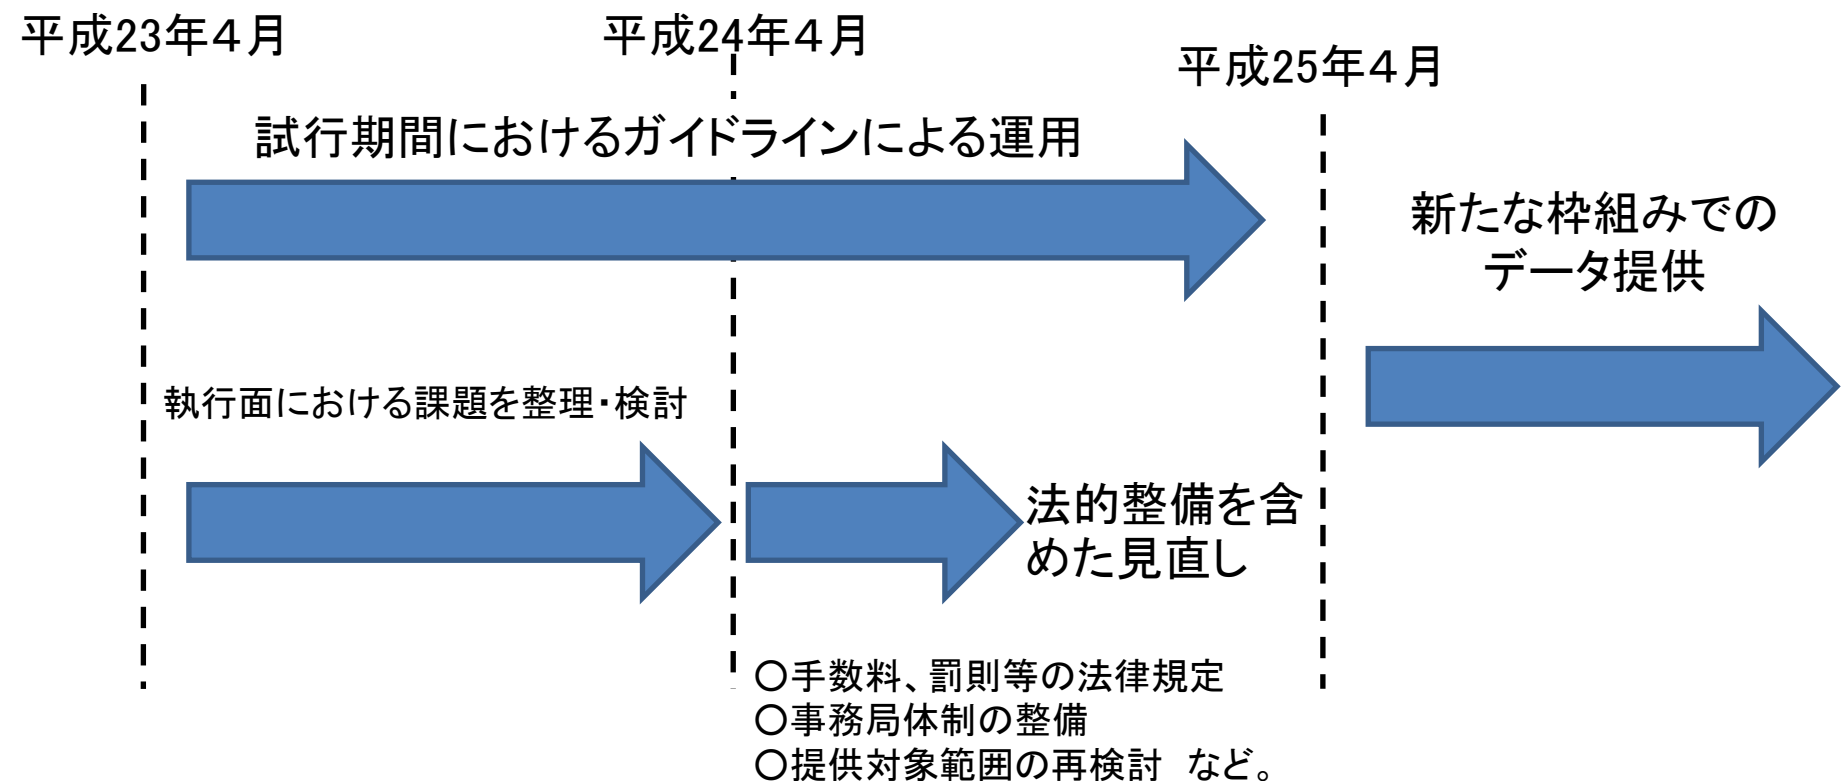 平成23年４月
平成24年４月
平成25年４月
試行期間におけるガイドラインによる運用
新たな枠組みでの
データ提供
執行面における課題を整理・検討
法的整備を含
めた見直し
○手数料、罰則等の法律規定
○事務局体制の整備
○提供対象範囲の再検討　など。